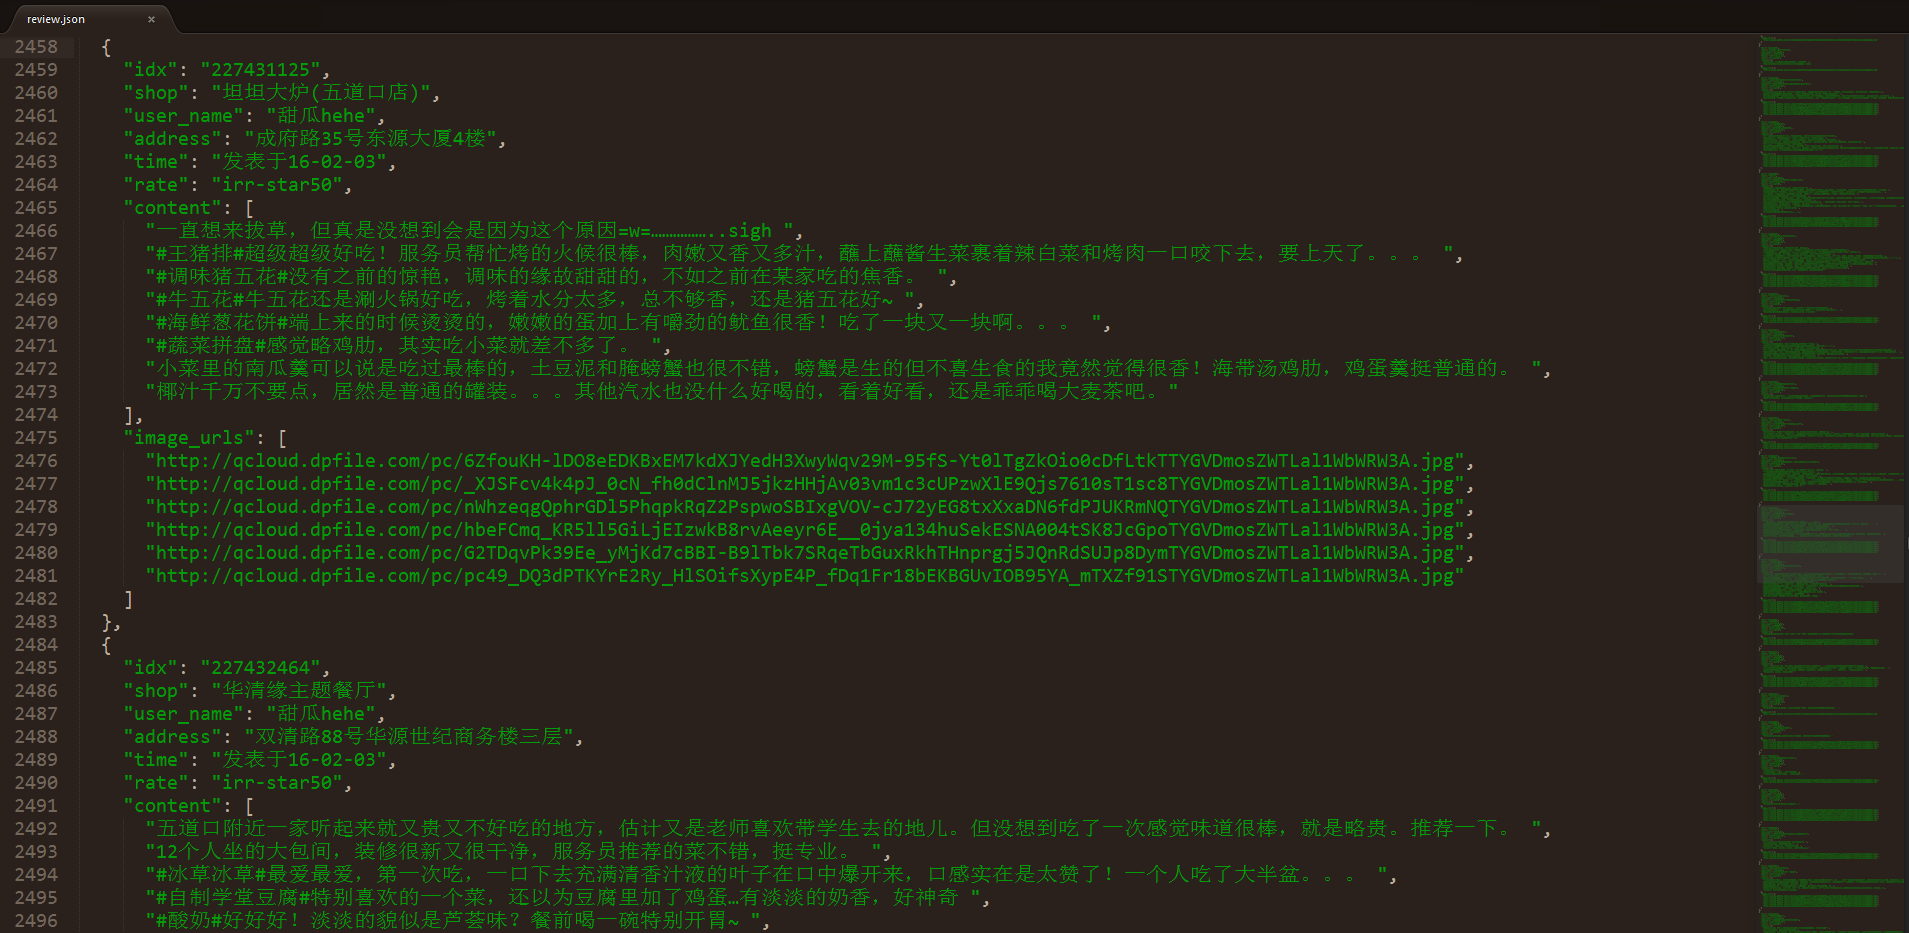 review.json ×
2458 {
2459 "idx": "227431125",
2460 "shop": "坦坦大炉(五道口店)",
2461 "user_name": "甜瓜hehe",
2462 "address": "成府路35号东源大厦4楼",
2463 "time": "发表于16-02-03",
2464 "rate": "irr-star50",
2465 "content": [
2466 "一直想来拔草，但真是没想到会是因为这个原因=w=……………..sigh ",
2467 "#王猪排#超级超级好吃！服务员帮忙烤的火候很棒，肉嫩又香又多汁，蘸上蘸酱生菜裹着辣白菜和烤肉一口咬下去，要上天了。。。 ",
2468 "#调味猪五花#没有之前的惊艳，调味的缘故甜甜的，不如之前在某家吃的焦香。 ",
2469 "#牛五花#牛五花还是涮火锅好吃，烤着水分太多，总不够香，还是猪五花好~ ",
2470 "#海鲜葱花饼#端上来的时候烫烫的，嫩嫩的蛋加上有嚼劲的鱿鱼很香！吃了一块又一块啊。。。 ",
2471 "#蔬菜拼盘#感觉略鸡肋，其实吃小菜就差不多了。 ",
2472 "小菜里的南瓜羹可以说是吃过最棒的，土豆泥和腌螃蟹也很不错，螃蟹是生的但不喜生食的我竟然觉得很香！海带汤鸡肋，鸡蛋羹挺普通的。 ",
2473 "椰汁千万不要点，居然是普通的罐装。。。其他汽水也没什么好喝的，看着好看，还是乖乖喝大麦茶吧。"
2474 ],
2475 "image_urls": [
2476 "http://qcloud.dpfile.com/pc/6ZfouKH-lDO8eEDKBxEM7kdXJYedH3XwyWqv29M-95fS-Yt0lTgZkOio0cDfLtkTTYGVDmosZWTLal1WbWRW3A.jpg",
2477 "http://qcloud.dpfile.com/pc/_XJSFcv4k4pJ_0cN_fh0dClnMJ5jkzHHjAv03vm1c3cUPzwXlE9Qjs7610sT1sc8TYGVDmosZWTLal1WbWRW3A.jpg",
2478 "http://qcloud.dpfile.com/pc/nWhzeqgQphrGDl5PhqpkRqZ2PspwoSBIxgVOV-cJ72yEG8txXxaDN6fdPJUKRmNQTYGVDmosZWTLal1WbWRW3A.jpg",
2479 "http://qcloud.dpfile.com/pc/hbeFCmq_KR5ll5GiLjEIzwkB8rvAeeyr6E__0jya134huSekESNA004tSK8JcGpoTYGVDmosZWTLal1WbWRW3A.jpg",
2480 "http://qcloud.dpfile.com/pc/G2TDqvPk39Ee_yMjKd7cBBI-B9lTbk7SRqeTbGuxRkhTHnprgj5JQnRdSUJp8DymTYGVDmosZWTLal1WbWRW3A.jpg",
2481 "http://qcloud.dpfile.com/pc/pc49_DQ3dPTKYrE2Ry_HlSOifsXypE4P_fDq1Fr18bEKBGUvIOB95YA_mTXZf91STYGVDmosZWTLal1WbWRW3A.jpg"
2482 ]
2483 },
2484 {
2485 "idx": "227432464",
2486 "shop": "华清缘主题餐厅",
2487 "user_name": "甜瓜hehe",
2488 "address": "双清路88号华源世纪商务楼三层",
2489 "time": "发表于16-02-03",
2490 "rate": "irr-star50",
2491 "content": [
2492 "五道口附近一家听起来就又贵又不好吃的地方，估计又是老师喜欢带学生去的地儿。但没想到吃了一次感觉味道很棒，就是略贵。推荐一下。 ",
2493 "12个人坐的大包间，装修很新又很干净，服务员推荐的菜不错，挺专业。 ",
2494 "#冰草冰草#最爱最爱，第一次吃，一口下去充满清香汁液的叶子在口中爆开来，口感实在是太赞了！一个人吃了大半盆。。。 ",
2495 "#自制学堂豆腐#特别喜欢的一个菜，还以为豆腐里加了鸡蛋…有淡淡的奶香，好神奇 ",
2496 "#酸奶#好好好！淡淡的貌似是芦荟味？餐前喝一碗特别开胃~ ",